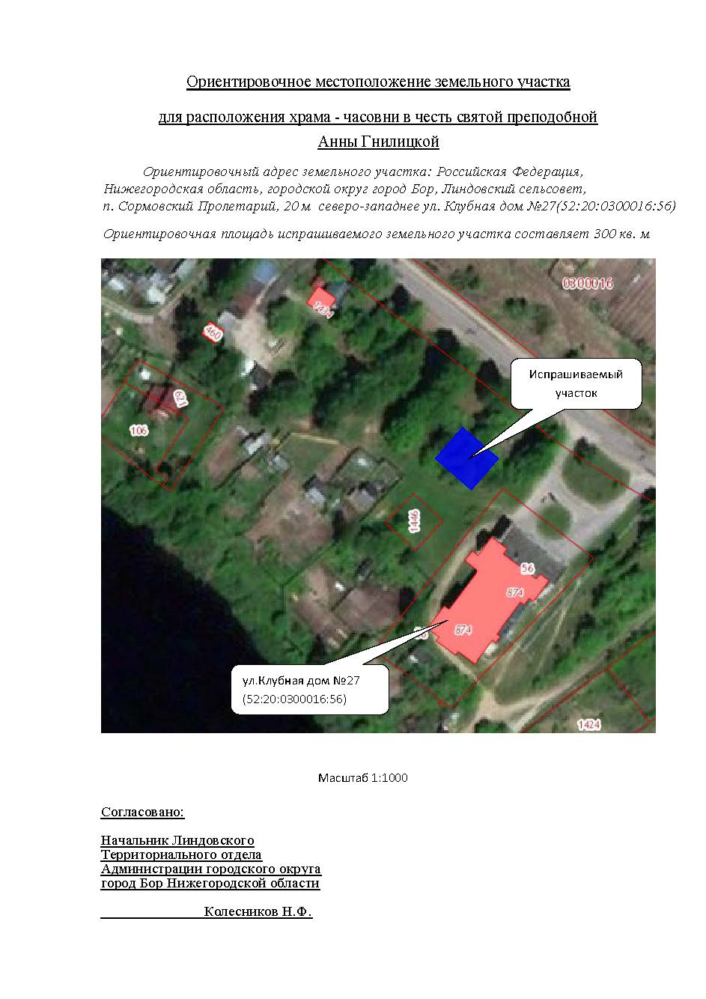 Ориентировочное местоположение земельного участка
для расположения храма - часовни в честь святой преподобной
Анны Гнилицкой
Ориентировочный адрес земельного участка: Российская Федерация,
Нижегородская область, городской округ город Бор, Линдовский сельсовет,
п. Сормовский Пролетарий, 20 м северо-западнее ул. Клубная дом №27(52:20:0300016:56)
Ориентировочная площадь испрашиваемого земельного участка составляет 300 кв. м
0300016
1434
460
Испрашиваемый
участок
621
106
1446
56
874
874
ул.Клубная дом №27
(52:20:0300016:56)
1424
Масштаб 1:1000
Согласовано:
Начальник Линдовского
Территориального отдела
Администрации городского округа
город Бор Нижегородской области
Колесников Н.Ф.